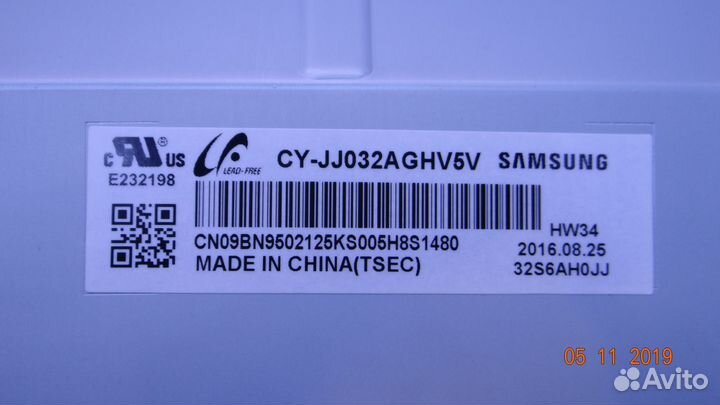 c RU US
E232198
LEAD-FREE
CY-JJ032AGHV5V SAMSUNG
CN09BN9502125KS005H8S1480
MADE IN CHINA(TSEC)
HW34
2016.08.25
32S6AH0JJ
05 11 2019
Avito